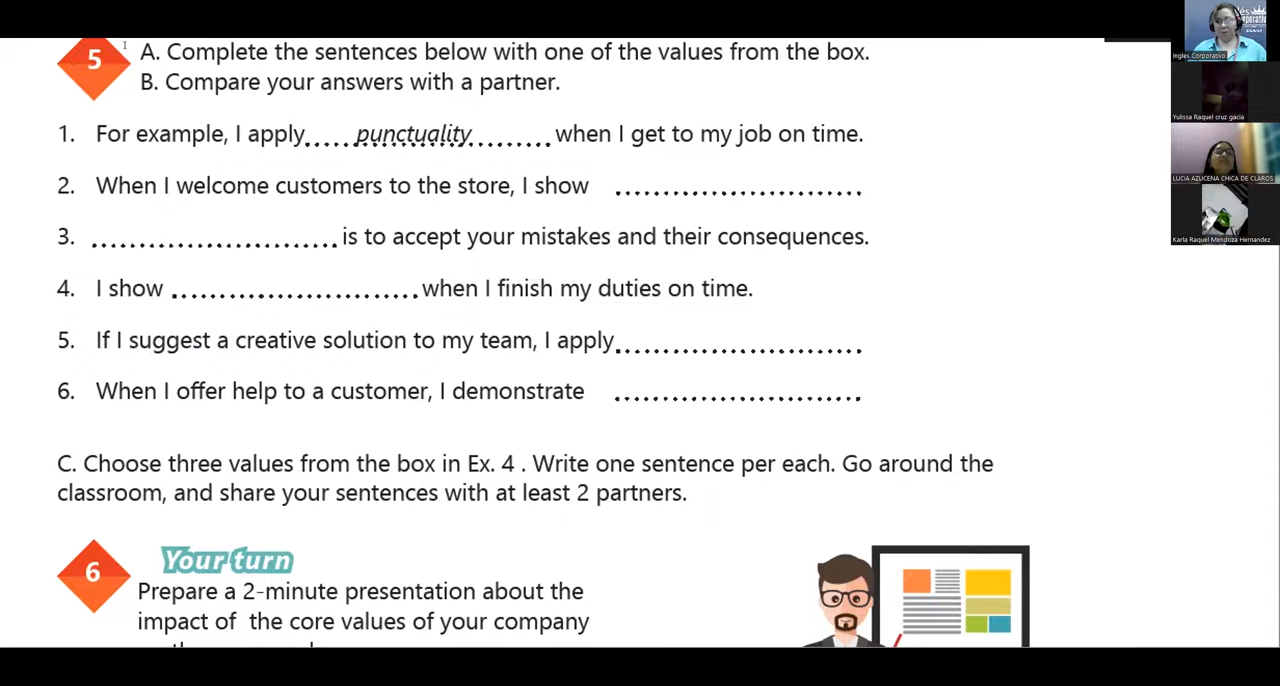 5
A. Complete the sentences below with one of the values from the box.
B. Compare your answers with a partner.
1. For example, I apply.....punctuality.......... when I get to my job on time.
2. When I welcome customers to the store, I show ..........................
3. .......................... is to accept your mistakes and their consequences.
4. I show .......................... when I finish my duties on time.
5. If I suggest a creative solution to my team, I apply..........................
6. When I offer help to a customer, I demonstrate ..........................
C. Choose three values from the box in Ex. 4 . Write one sentence per each. Go around the
classroom, and share your sentences with at least 2 partners.
6
Your turn
Prepare a 2-minute presentation about the
impact of the core values of your company
Ingles Corporativo
Yulissa Raquel cruz gacia
LUCIA AZUCENA CHICA DE CLAROS
Karla Raquel Mendoza Hernandez